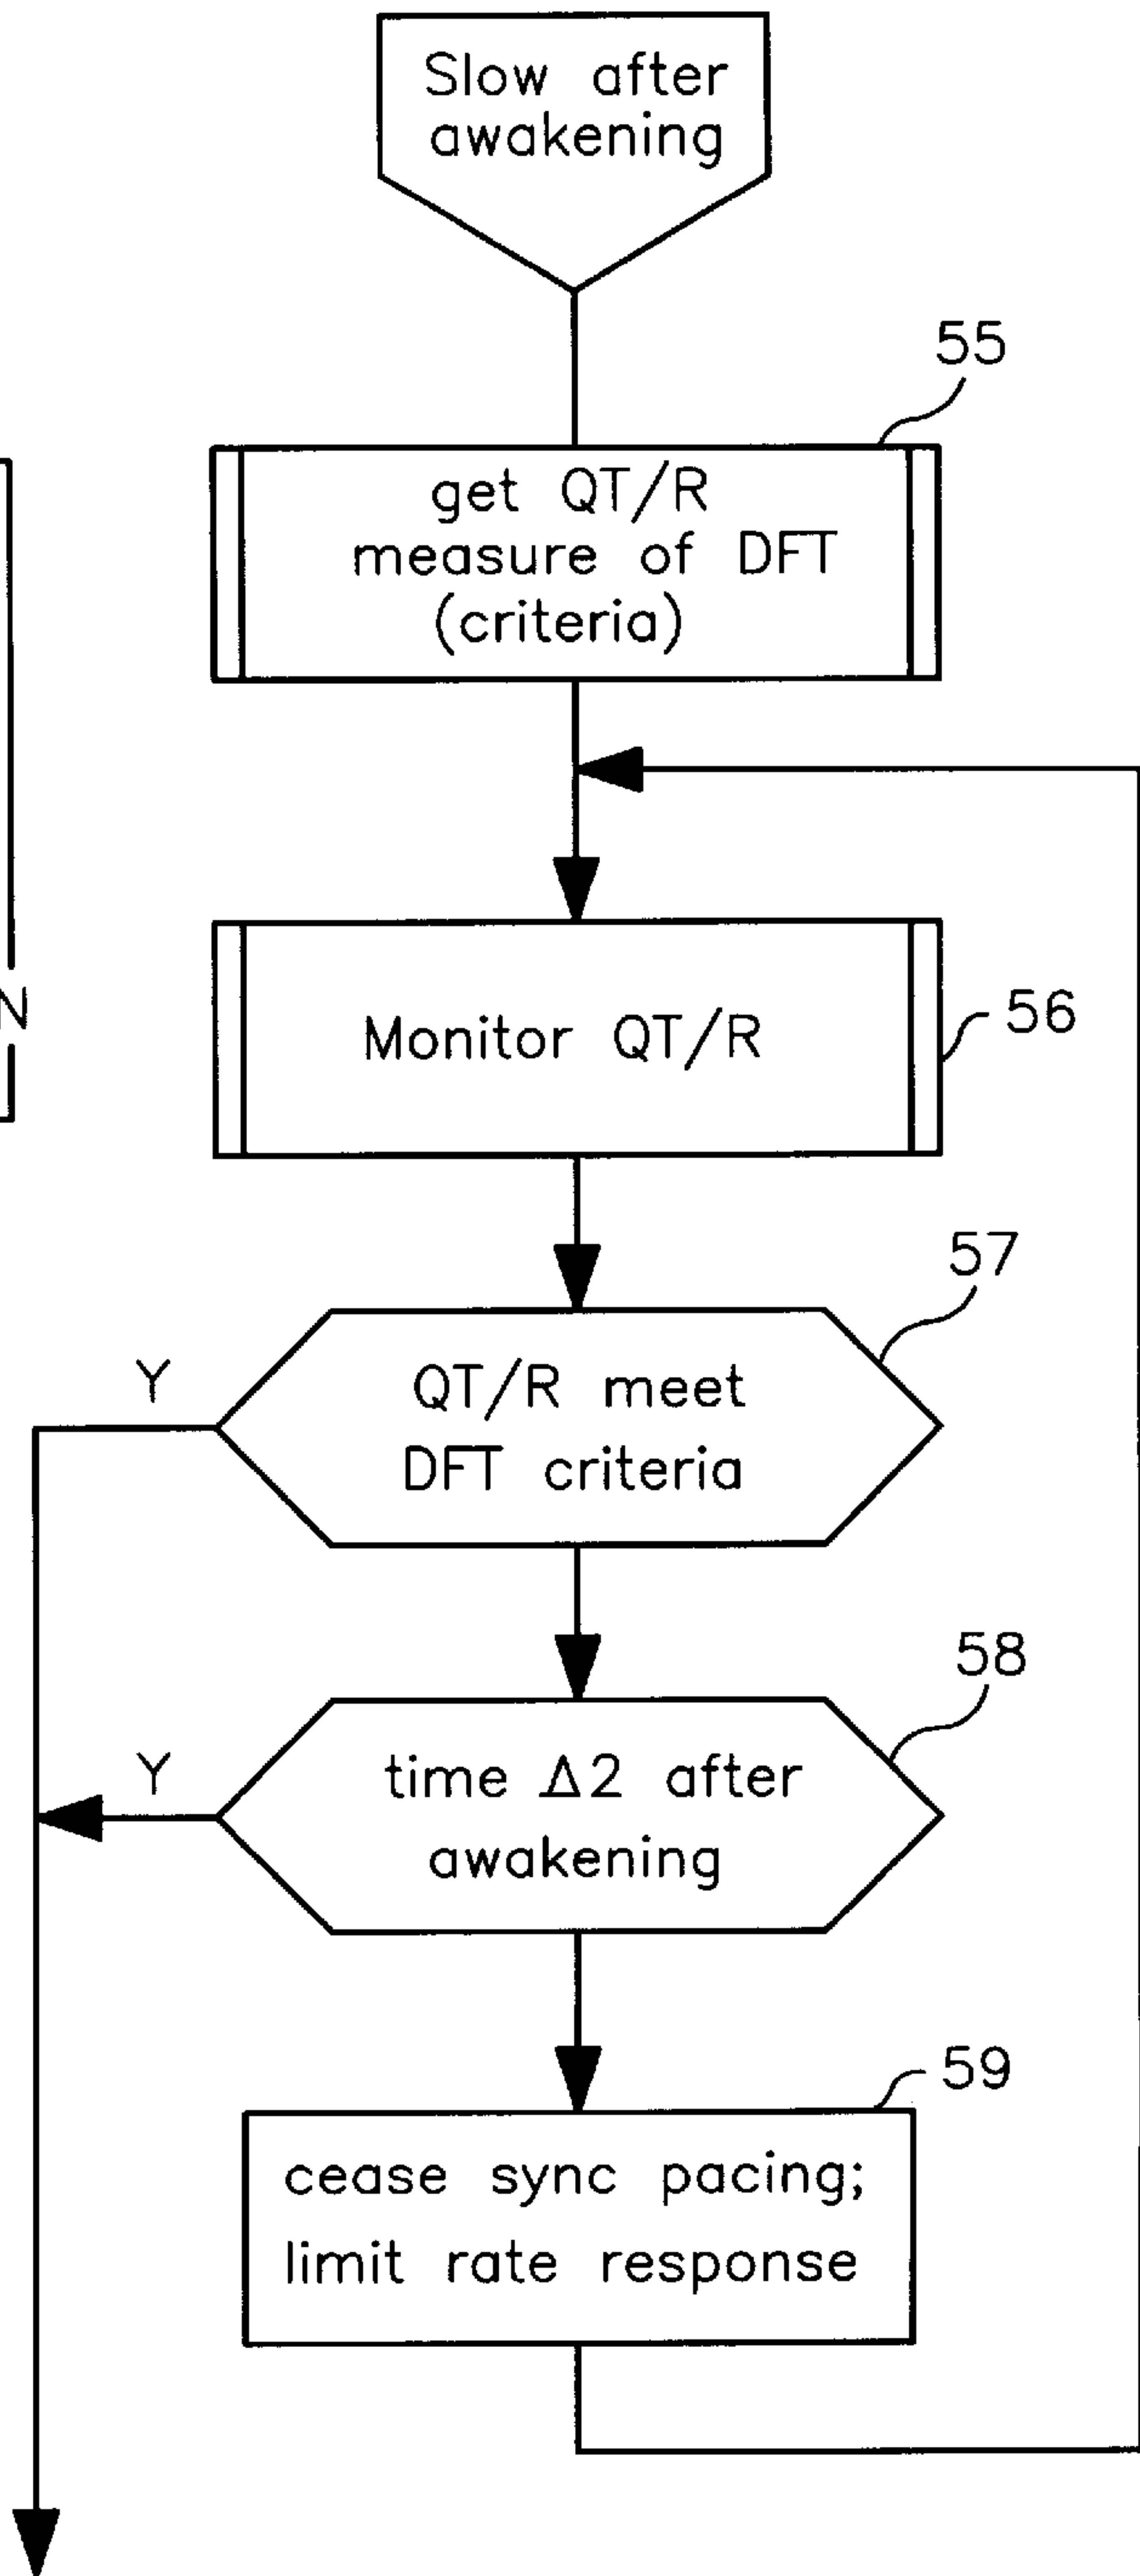 Slow after
awakening
55
get QT/R
measure of DFT
(criteria)
N
Monitor QT/R
56
57
Y
QT/R meet
DFT criteria
58
Y
time Δ2 after
awakening
59
cease sync pacing;
limit rate response